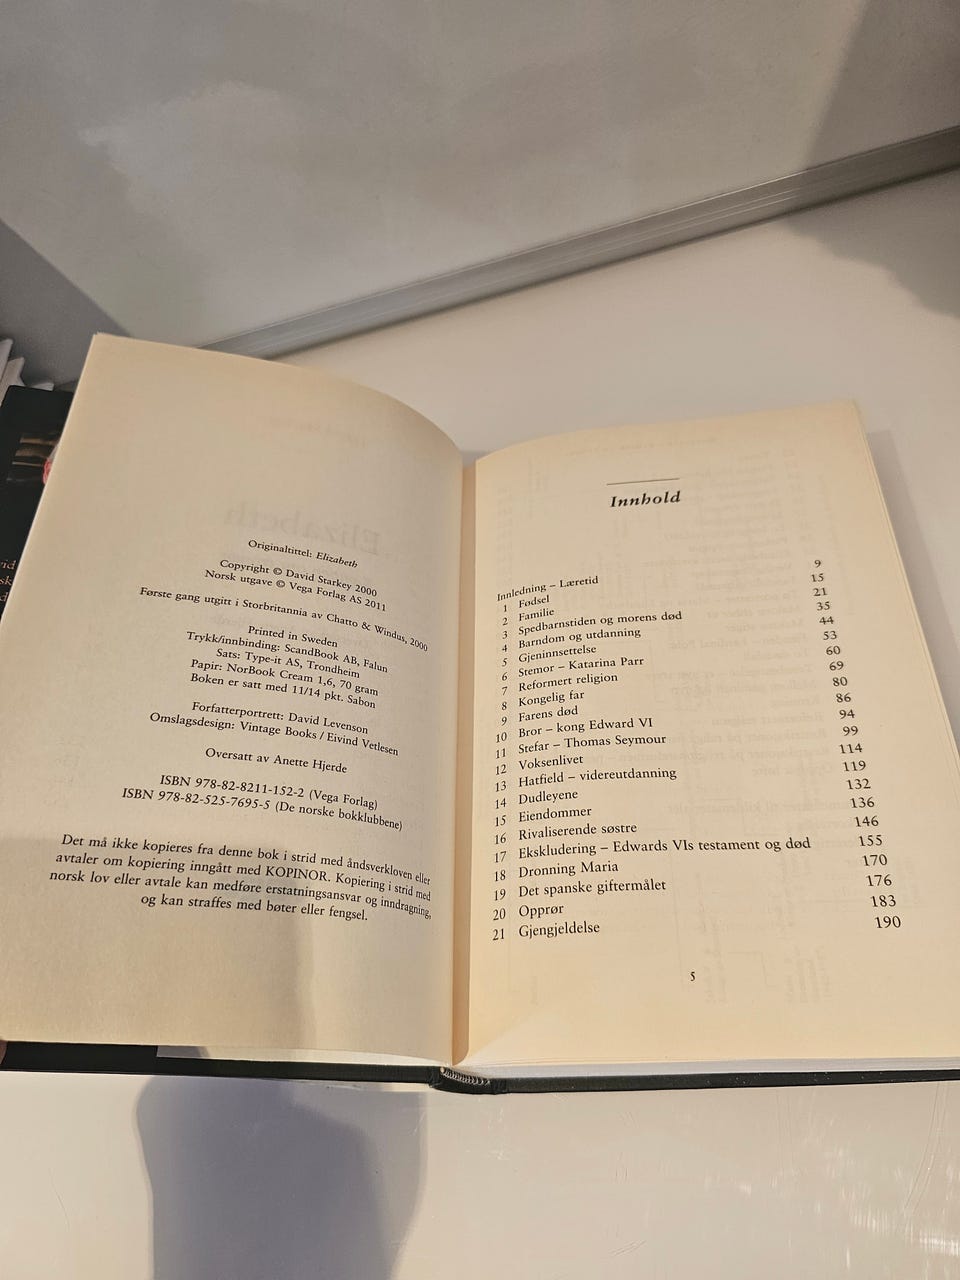 Originaltittel: Elizabeth
Copyright © David Starkey 2000
Norsk utgave © Vega Forlag AS 2011
Første gang utgitt i Storbritannia av Chatto & Windus, 2000
Printed in Sweden
Trykk/innbinding: ScandBook AB, Falun
Sats: Type-it AS, Trondheim
Papir: NorBook Cream 1,6, 70 gram
Boken er satt med 11/14 pkt. Sabon
Forfatterportrett: David Levenson
Omslagsdesign: Vintage Books / Eivind Vetlesen
Oversatt av Anette Hjerde
ISBN 978-82-8211-152-2 (Vega Forlag)
ISBN 978-82-525-7695-5 (De norske bokklubbene)
Det må ikke kopieres fra denne bok i strid med åndsverkloven eller
avtaler om kopiering inngått med KOPINOR. Kopiering i strid med
norsk lov eller avtale kan medføre erstatningsansvar og inndragning,
og kan straffes med bøter eller fengsel.
Innhold
Innledning – Læretid 9
1 Fødsel 15
2 Familie 21
3 Spedbarnstiden og morens død 35
4 Barndom og utdanning 44
5 Gjeninnsettelse 53
6 Stemor – Katarina Parr 60
7 Reformert religion 69
8 Kongelig far 80
9 Farens død 86
10 Bror – kong Edward VI 94
11 Stefar – Thomas Seymour 99
12 Voksenlivet 114
13 Hatfield – videreutdanning 119
14 Dudleyene 132
15 Eiendommer 136
16 Rivaliserende søstre 146
17 Ekskludering – Edwards VIs testament og død 155
18 Dronning Maria 170
19 Det spanske giftermålet 176
20 Opprør 183
21 Gjengjeldelse 190
5